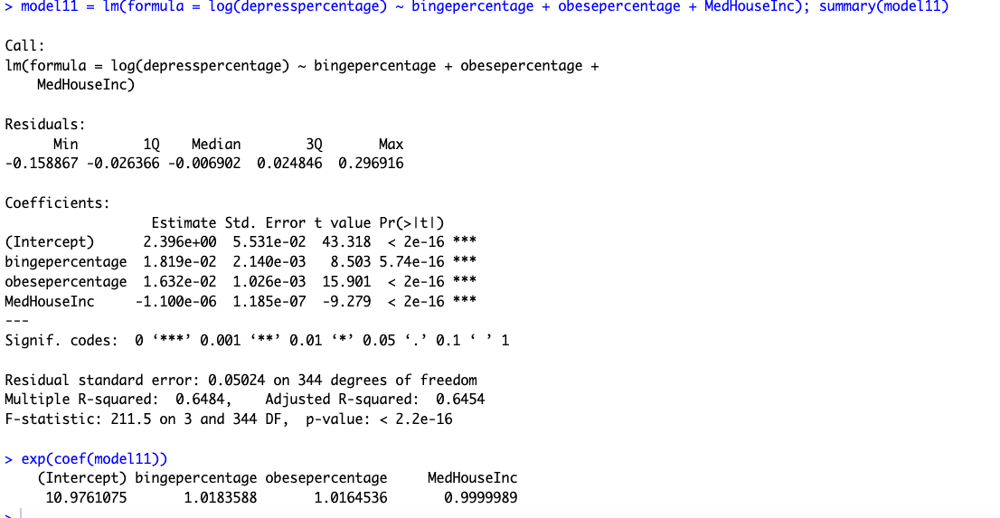 > model11 = lm(formula = log(depresspercentage) ~ bingepercentage + obesepercentage + MedHouseInc); summary(model11)

Call:
lm(formula = log(depresspercentage) ~ bingepercentage + obesepercentage +
    MedHouseInc)

Residuals:
      Min        1Q    Median        3Q       Max
-0.158867 -0.026366 -0.006902  0.024846  0.296916

Coefficients:
                  Estimate Std. Error t value Pr(>|t|)
(Intercept)      2.396e+00  5.531e-02  43.318  < 2e-16 ***
bingepercentage  1.819e-02  2.140e-03   8.503 5.74e-16 ***
obesepercentage  1.632e-02  1.026e-03  15.901  < 2e-16 ***
MedHouseInc     -1.100e-06  1.185e-07  -9.279  < 2e-16 ***
---
Signif. codes:  0 ‘***’ 0.001 ‘**’ 0.01 ‘*’ 0.05 ‘.’ 0.1 ‘ ’ 1

Residual standard error: 0.05024 on 344 degrees of freedom
Multiple R-squared:  0.6484,    Adjusted R-squared:  0.6454
F-statistic: 211.5 on 3 and 344 DF,  p-value: < 2.2e-16

> exp(coef(model11))
    (Intercept) bingepercentage obesepercentage     MedHouseInc
     10.9761075       1.0183588       1.0164536       0.9999989
>